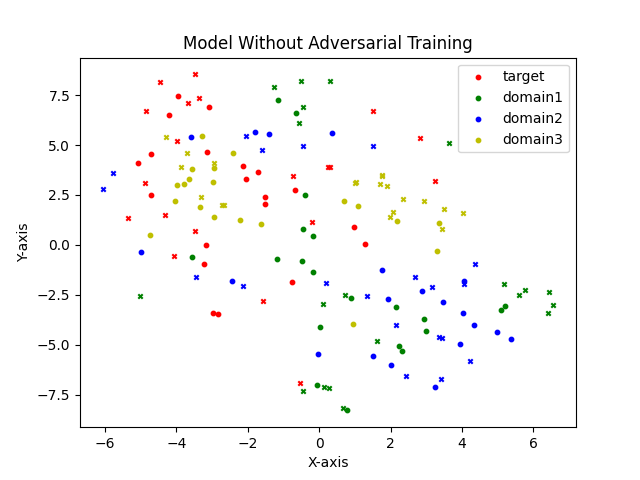 Model Without Adversarial Training
target
domain1
domain2
domain3
7.5
5.0
2.5
0.0
−2.5
−5.0
−7.5
Y-axis
−6 −4 −2 0 2 4 6
X-axis